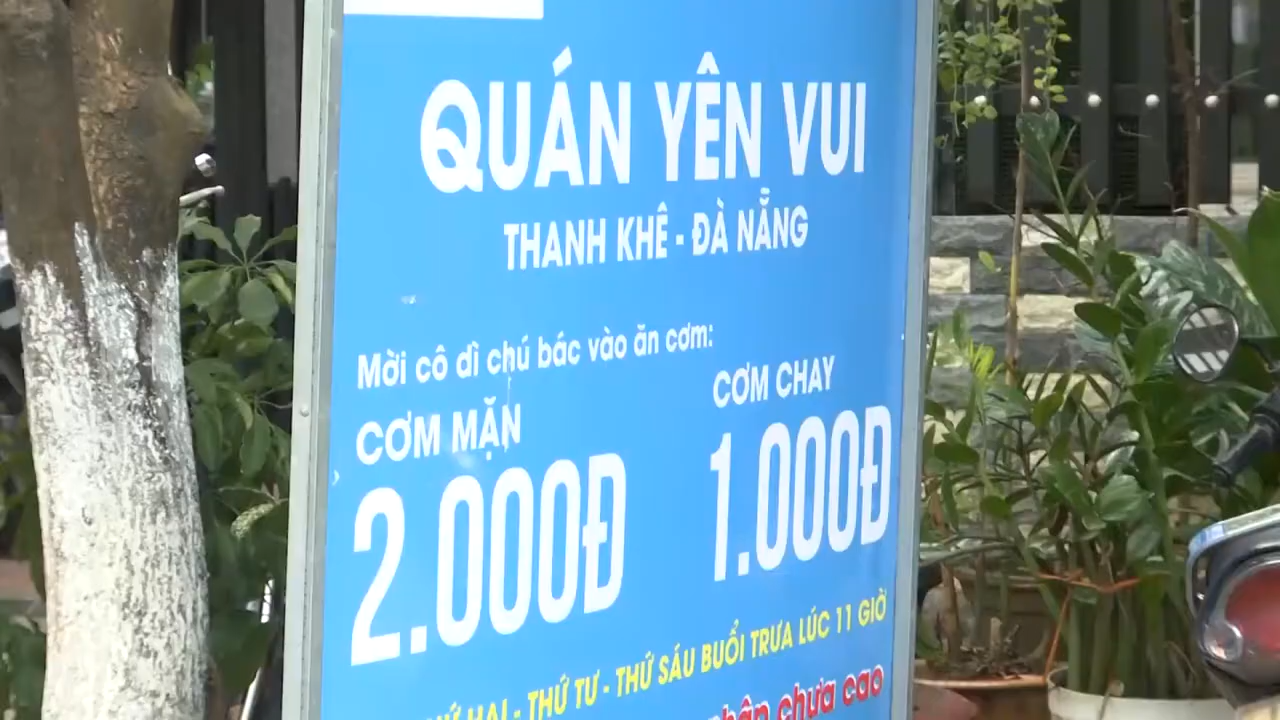 QUÁN YÊN VUI
THANH KHÊ - ĐÀ NẴNG
Mời cô dì chú bác vào ăn cơm:
CƠM MẶN
CƠM CHAY
2.000Đ
1.000Đ
HAI - THỨ TƯ - THỨ SÁU BUỔI TRƯA LÚC 11 GIỜ
chưa cao